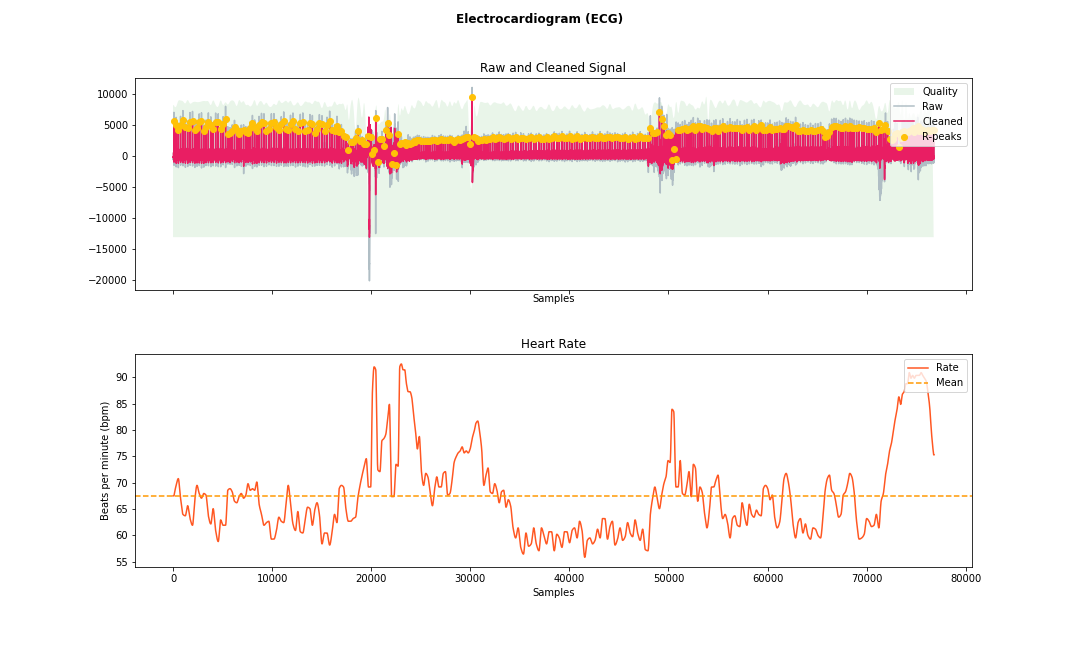 Electrocardiogram (ECG)
Raw and Cleaned Signal
10000
5000
0
−5000
−10000
−15000
−20000
Quality
Raw
Cleaned
R-peaks
Samples
Heart Rate
Beats per minute (bpm)
90
85
80
75
70
65
60
55
Rate
Mean
0 10000 20000 30000 40000 50000 60000 70000 80000
Samples